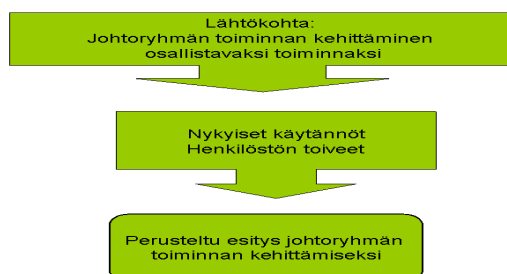 Lähtökohta:
Johtoryhmän toiminnan kehittäminen
osallistavaksi toiminnaksi
Nykyiset käytännöt
Henkilöstön toiveet
Perusteltu esitys johtoryhmän
toiminnan kehittämiseksi